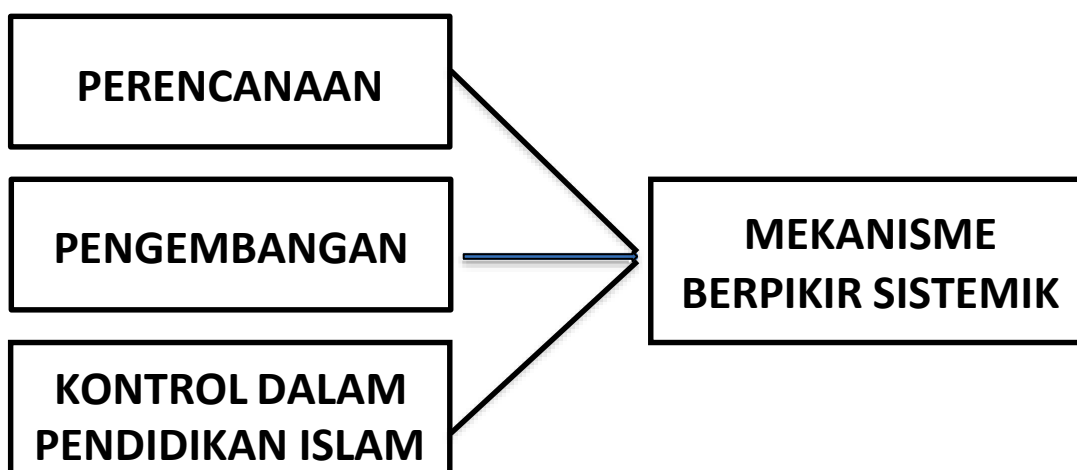 PERENCANAAN
PENGEMBANGAN
KONTROL DALAM
PENDIDIKAN ISLAM
MEKANISME
BERPIKIR SISTEMIK